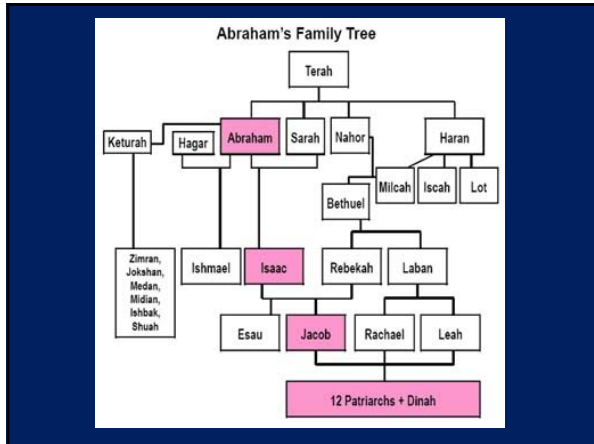 Abraham's Family Tree
Terah
Keturah
Hagar
Abraham
Sarah
Nahor
Haran
Milcah
Iscah
Lot
Bethuel
Zimran,
Jokshan,
Medan,
Midian,
Ishbak,
Shuah
Ishmael
Isaac
Rebekah
Laban
Esau
Jacob
Rachael
Leah
12 Patriarchs + Dinah